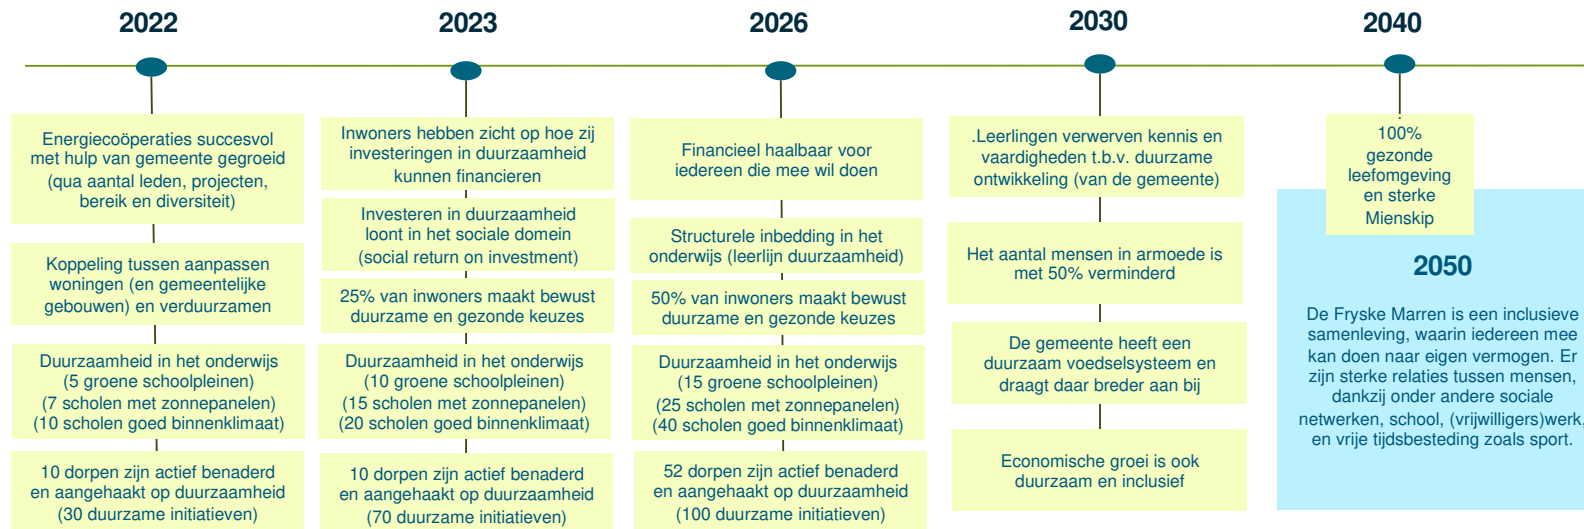 2022
2023
2026
2030
2040
Energiecoöperaties succesvol
met hulp van gemeente gegroeid
(qua aantal leden, projecten,
bereik en diversiteit)
Koppeling tussen aanpassen
woningen (en gemeentelijke
gebouwen) en verduurzamen
Duurzaamheid in het onderwijs
(5 groene schoolpleinen)
(7 scholen met zonnepanelen)
(10 scholen goed binnenklimaat)
10 dorpen zijn actief benaderd
en aangehaakt op duurzaamheid
(30 duurzame initiatieven)
Inwoners hebben zicht op hoe zij
investeringen in duurzaamheid
kunnen financieren
Investeren in duurzaamheid
loont in het sociale domein
(social return on investment)
25% van inwoners maakt bewust
duurzame en gezonde keuzes
Duurzaamheid in het onderwijs
(10 groene schoolpleinen)
(15 scholen met zonnepanelen)
(20 scholen goed binnenklimaat)
10 dorpen zijn actief benaderd
en aangehaakt op duurzaamheid
(70 duurzame initiatieven)
Financieel haalbaar voor
iedereen die mee wil doen
Structurele inbedding in het
onderwijs (leerlijn duurzaamheid)
50% van inwoners maakt bewust
duurzame en gezonde keuzes
Duurzaamheid in het onderwijs
(15 groene schoolpleinen)
(25 scholen met zonnepanelen)
(40 scholen goed binnenklimaat)
52 dorpen zijn actief benaderd
en aangehaakt op duurzaamheid
(100 duurzame initiatieven)
.Leerlingen verwerven kennis en
vaardigheden t.b.v. duurzame
ontwikkeling (van de gemeente)
Het aantal mensen in armoede is
met 50% verminderd
De gemeente heeft een
duurzaam voedselsysteem en
draagt daar breder aan bij
Economische groei is ook
duurzaam en inclusief
100%
gezonde
leefomgeving
en sterke
Mienskip
2050
De Fryske Marren is een inclusieve
samenleving, waarin iedereen mee
kan doen naar eigen vermogen. Er
zijn sterke relaties tussen mensen,
dankzij onder andere sociale
netwerken, school, (vrijwilligers)werk,
en vrije tijdsbesteding zoals sport.